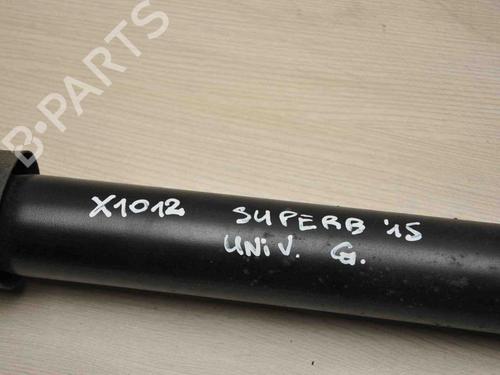 B-PARTS
X1012 SUPERB '15
UNIV. G.